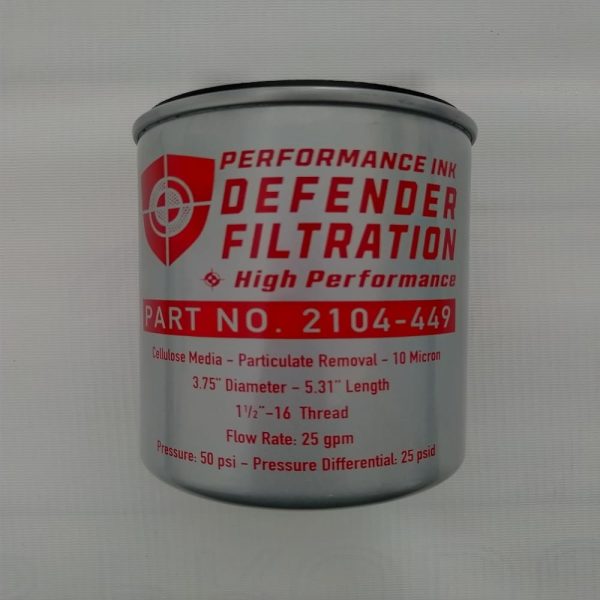 PERFORMANCE INK
DEFENDER
FILTRATION
High Performance
PART NO. 2104-449
Cellulose Media – Particulate Removal – 10 Micron
3.75” Diameter – 5.31” Length
1½”-16 Thread
Flow Rate: 25 gpm
Pressure: 50 psi – Pressure Differential: 25 psid